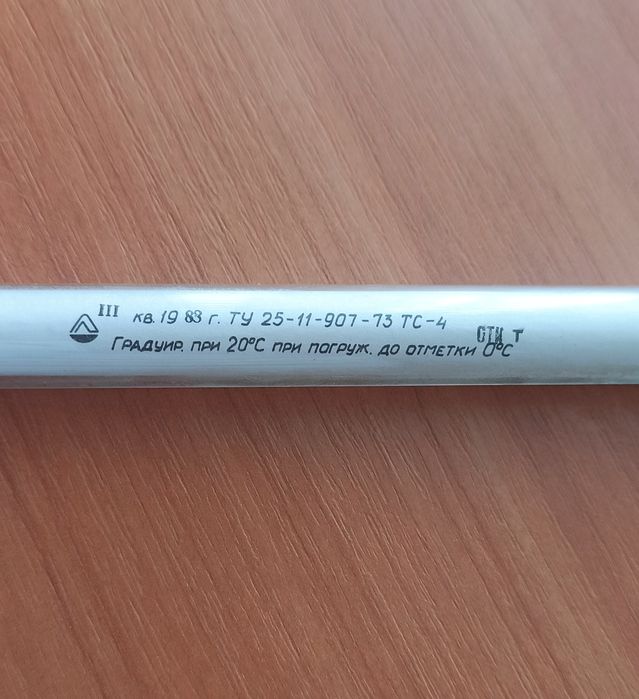 III кв. 19 83 г. ТУ 25-11-907-73 ТС-4
Градуир. при 20°С при погруж. до отметки 0°С
Т